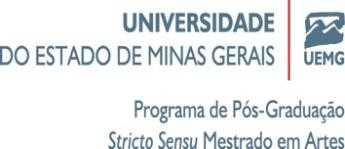 UNIVERSIDADE
DO ESTADO DE MINAS GERAIS
UEMG
Programa de Pós-Graduação
Stricto Sensu Mestrado em Artes